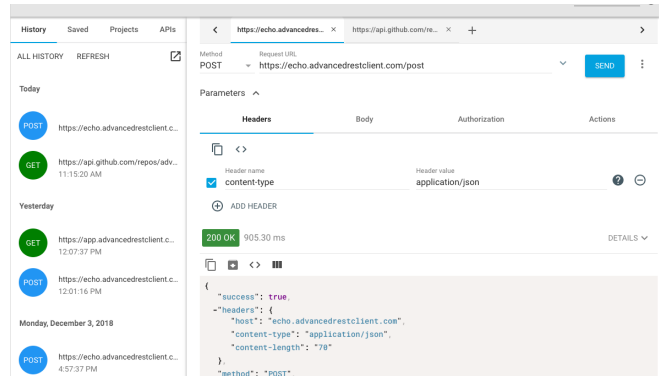 History Saved Projects APIs
https://echo.advancedres... × https://api.github.com/re... ×
ALL HISTORY REFRESH
Method
Request URL
POST
https://echo.advancedrestclient.com/post
SEND
Parameters
Today
Headers Body Authorization Actions
POST
https://echo.advancedrestclient.c...
GET
https://api.github.com/repos/adv...
11:15:20 AM
Header name
content-type
Header value
application/json
ADD HEADER
Yesterday
GET
https://app.advancedrestclient.c...
12:07:37 PM
POST
https://echo.advancedrestclient.c...
12:01:16 PM
200 OK 905.30 ms
DETAILS
Monday, December 3, 2018
POST
https://echo.advancedrestclient.c...
4:57:37 PM
{
"success": true,
-"headers": {
"host": "echo.advancedrestclient.com",
"content-type": "application/json",
"content-length": "70"
},
"method": "POST",